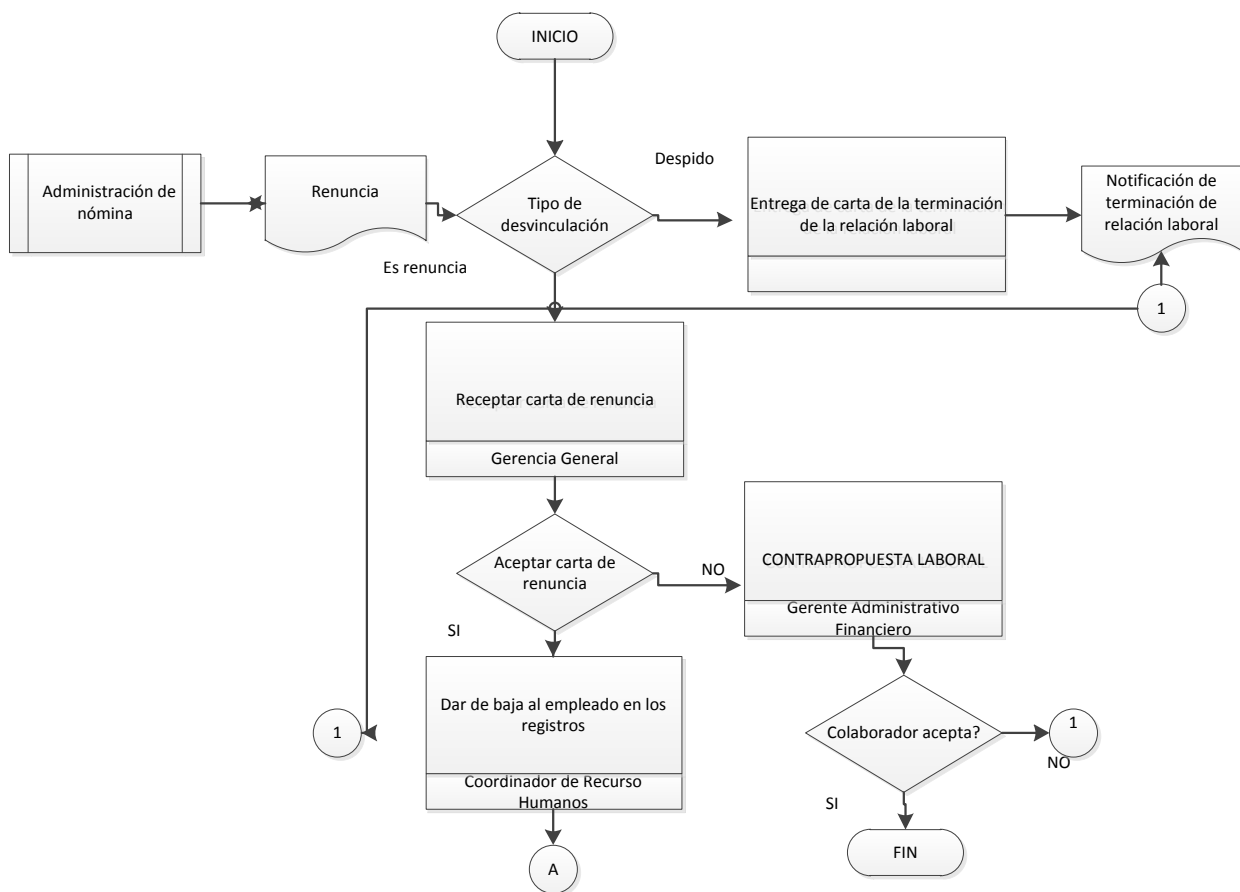 INICIO
Despido
Administración de
nómina
Renuncia
Tipo de
desvinculación
Entrega de carta de la terminación
de la relación laboral
Notificación de
terminación de
relación laboral
Es renuncia
1
Receptar carta de renuncia
Gerencia General
Aceptar carta de
renuncia
NO
CONTRAPROPUESTA LABORAL
Gerente Administrativo
Financiero
SI
Dar de baja al empleado en los
registros
Coordinador de Recurso
Humanos
1
Colaborador acepta?
1
NO
SI
A
FIN